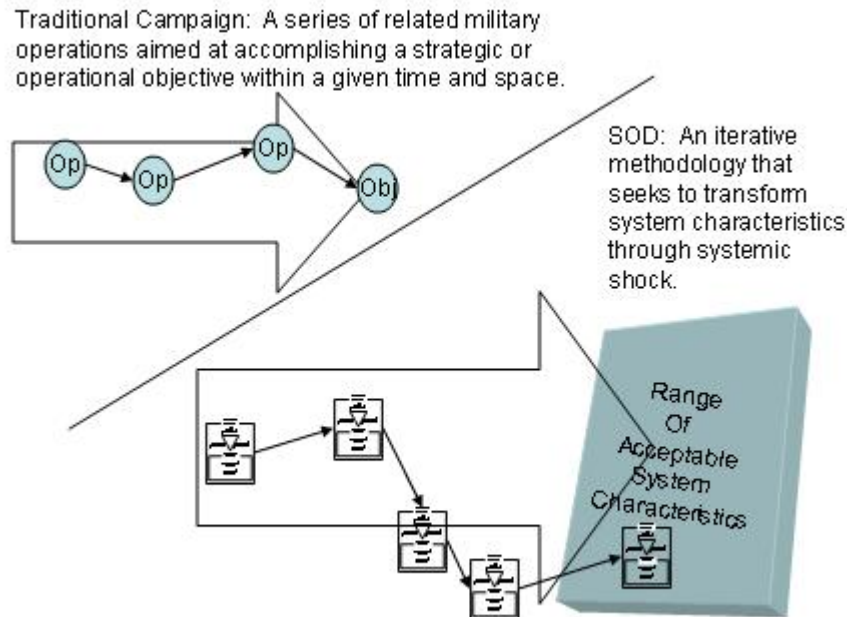 Traditional Campaign: A series of related military
operations aimed at accomplishing a strategic or
operational objective within a given time and space.
Op
Op
Op
Obj
SOD: An iterative
methodology that
seeks to transform
system characteristics
through systemic
shock.
Range
Of
Acceptable
System
Characteristics